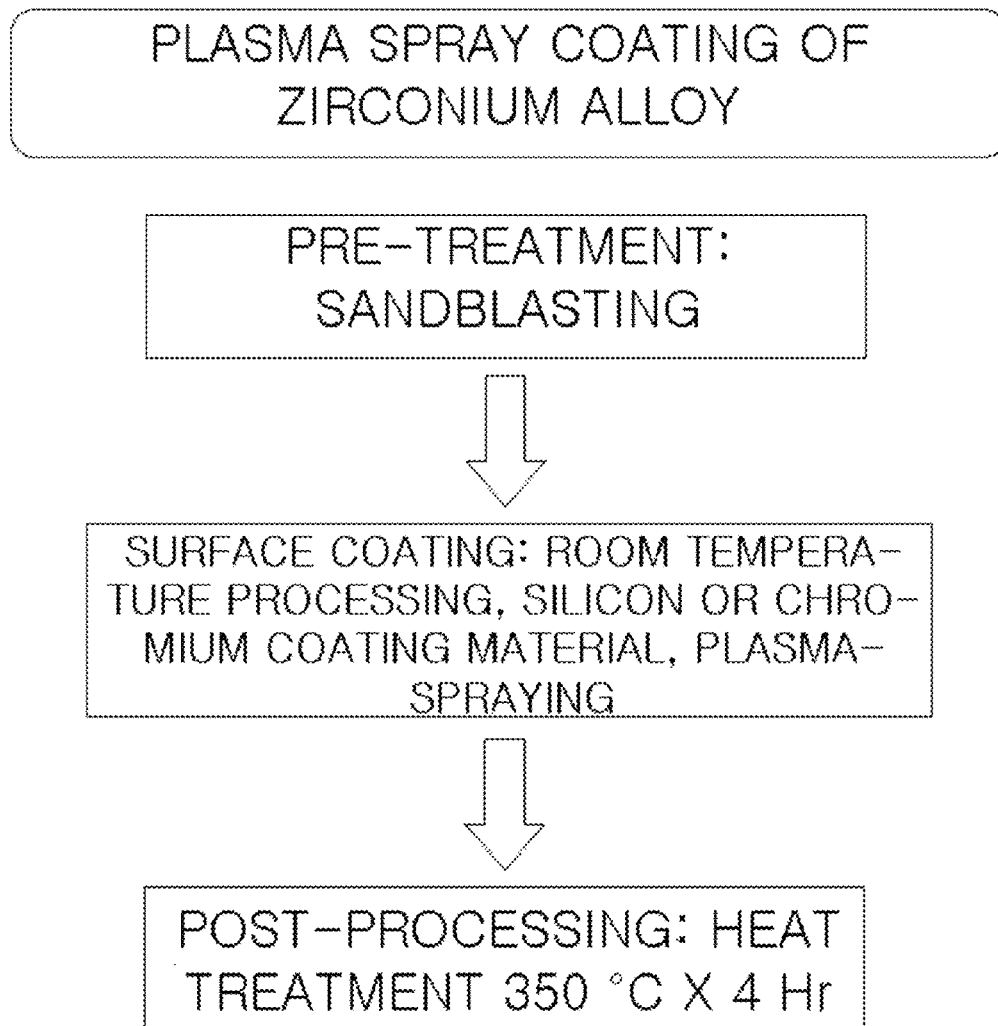 PLASMA SPRAY COATING OF
ZIRCONIUM ALLOY
PRE-TREATMENT:
SANDBLASTING
SURFACE COATING: ROOM TEMPERA-
TURE PROCESSING, SILICON OR CHRO-
MIUM COATING MATERIAL, PLASMA-
SPRAYING
POST-PROCESSING: HEAT
TREATMENT 350 °C X 4 Hr